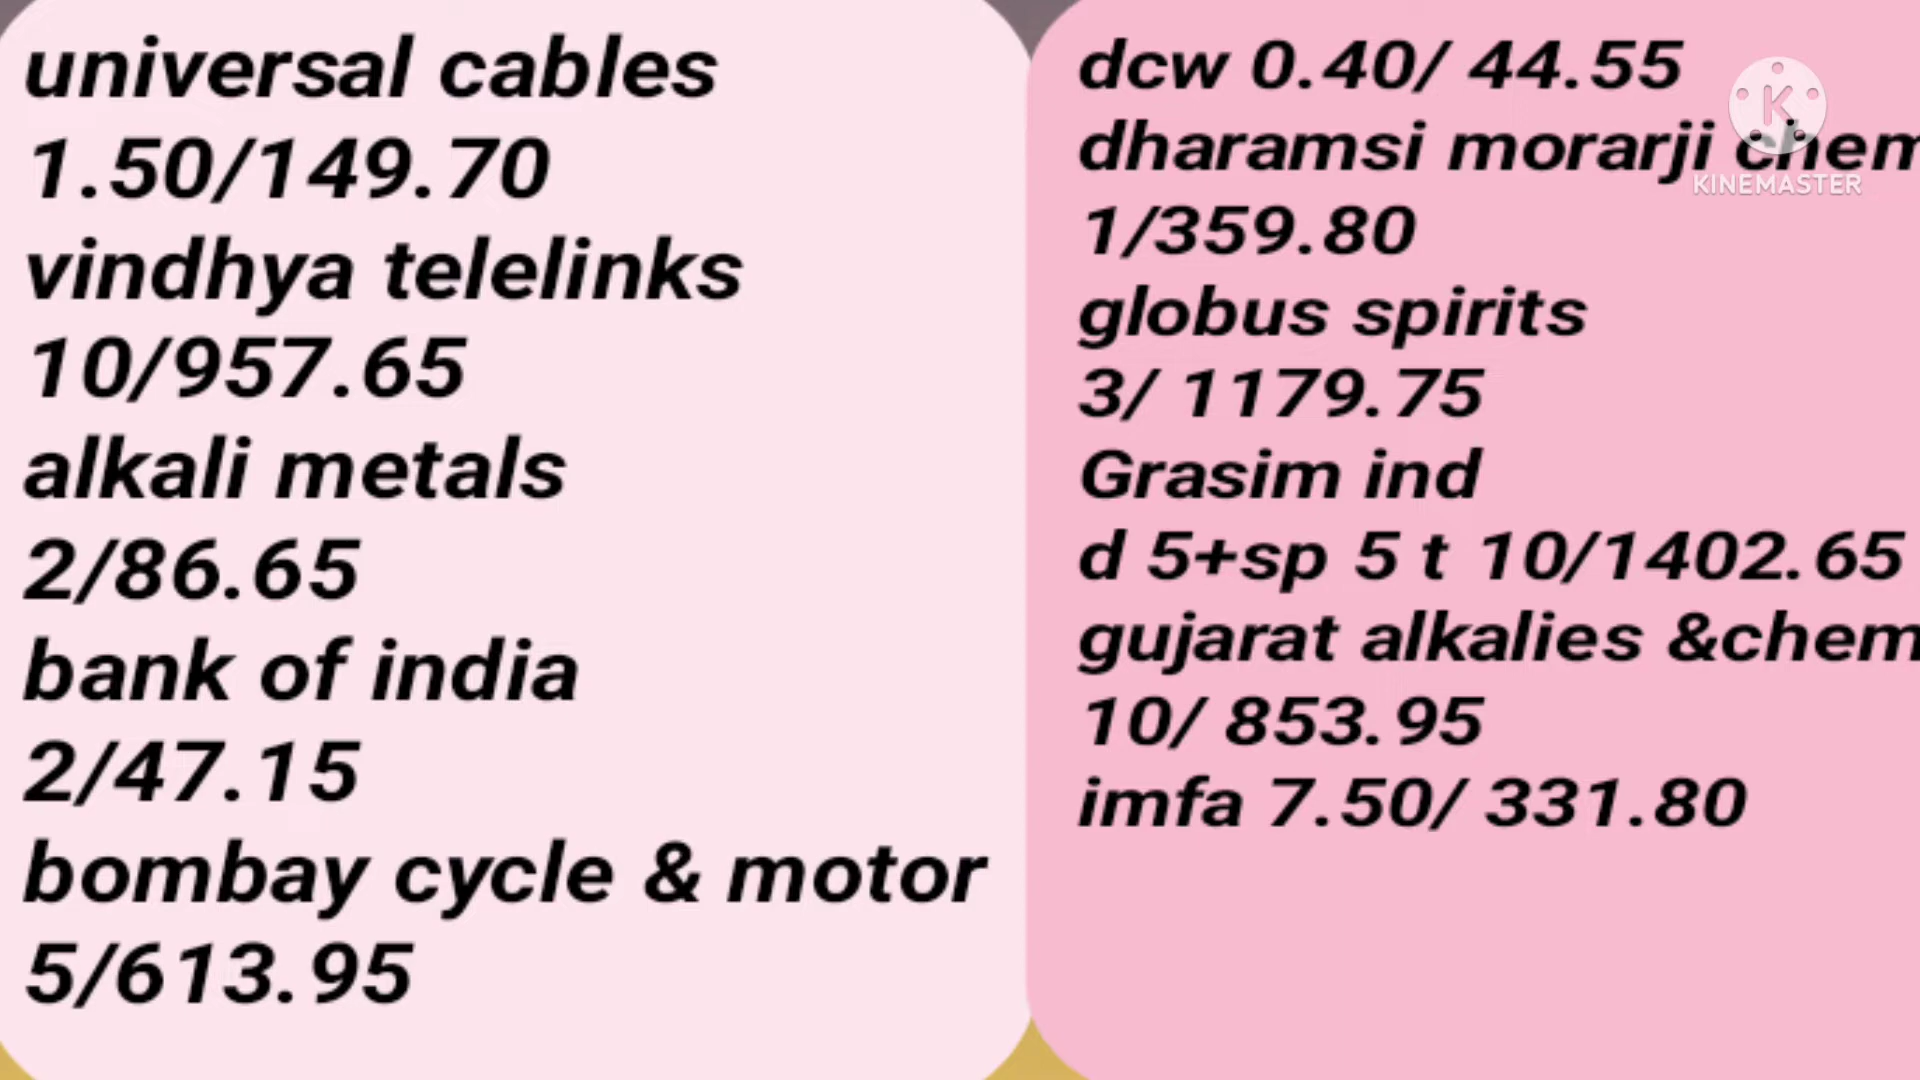 universal cables
1.50/149.70
vindhya telelinks
10/957.65
alkali metals
2/86.65
bank of india
2/47.15
bombay cycle & motor
5/613.95
dcw 0.40/ 44.55
dharamsi morarji chem
1/359.80
globus spirits
3/ 1179.75
Grasim ind
d 5+sp 5 t 10/1402.65
gujarat alkalies &chem
10/ 853.95
imfa 7.50/ 331.80
K
KINEMASTER